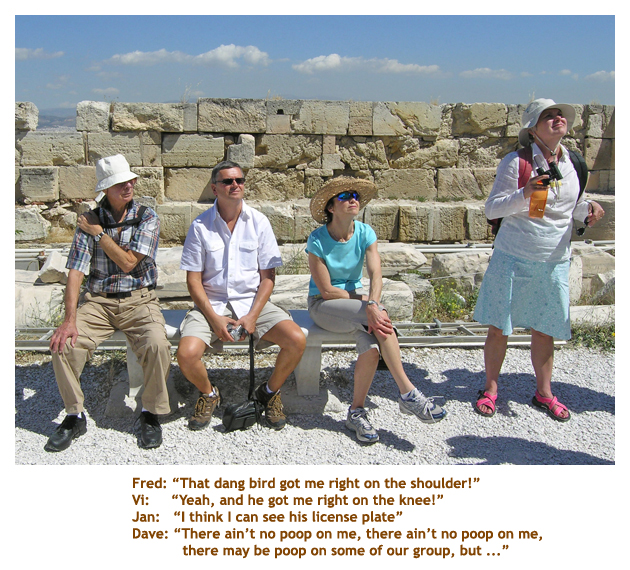 Fred: “That dang bird got me right on the shoulder!”
Vi: “Yeah, and he got me right on the knee!”
Jan: “I think I can see his license plate”
Dave: “There ain’t no poop on me, there ain’t no poop on me,
there may be poop on some of our group, but ...”